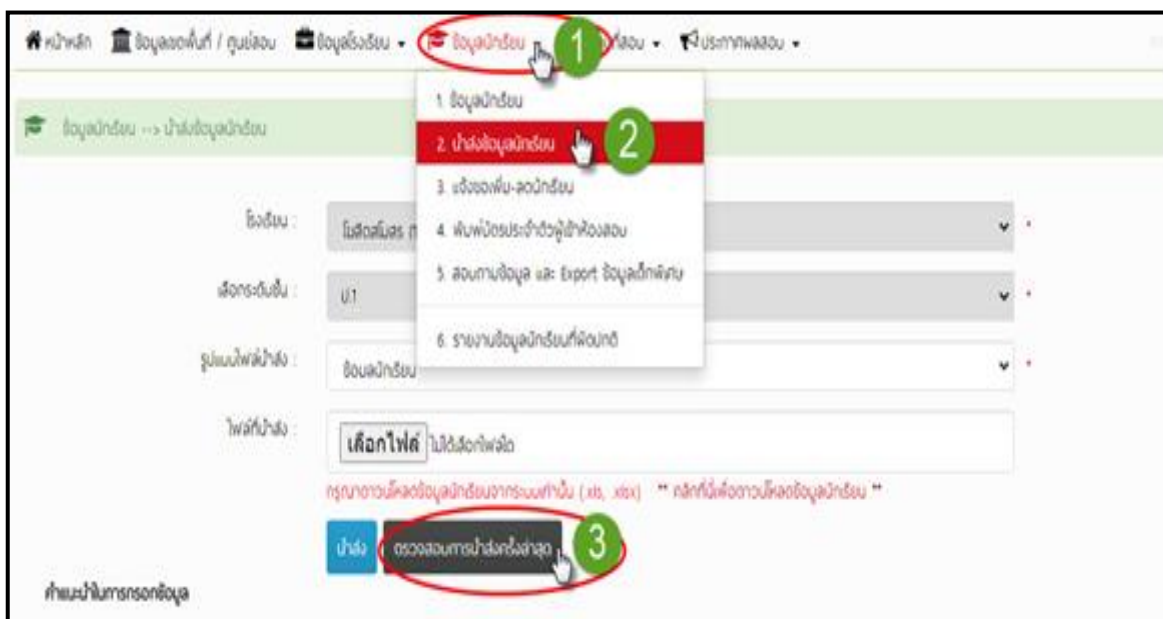 หน้าหลัก ข้อมูลเขตพื้นที่ / ศูนย์สอบ ข้อมูลโรงเรียน ข้อมูลนักเรียน 1 ที่สอบ ประกาศผลสอบ
1. ข้อมูลนักเรียน
ข้อมูลนักเรียน --> นำส่งข้อมูลนักเรียน
2. นำส่งข้อมูลนักเรียน 2
3. แจ้งขอเพิ่ม-ลดนักเรียน
โรงเรียน : โฆสิตสโมสร *
4. พิมพ์บัตรประจำตัวผู้เข้าห้องสอบ
5. สอบถามข้อมูล และ Export ข้อมูลเด็กพิเศษ
เลือกระดับชั้น : ป.1 *
6. รายงานข้อมูลนักเรียนที่ผิดปกติ
รูปแบบไฟล์นำส่ง : ข้อมูลนักเรียน *
ไฟล์ที่นำส่ง : เลือกไฟล์ ไม่ได้เลือกไฟล์ใด
กรุณาดาวน์โหลดข้อมูลนักเรียนจากระบบเท่านั้น (.xls, .xlsx) ** คลิกที่นี่เพื่อดาวน์โหลดข้อมูลนักเรียน **
นำส่ง ตรวจสอบการนำส่งครั้งล่าสุด 3
คำแนะนำในการกรอกข้อมูล